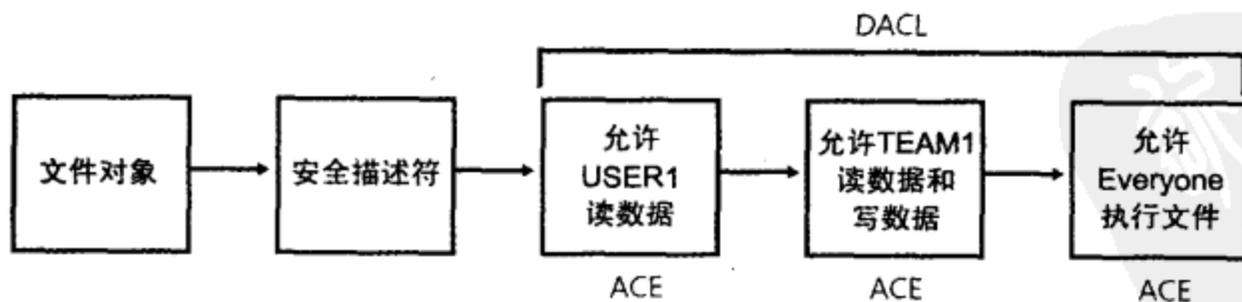 DACL
文件对象
安全描述符
允许
USER1
读数据
允许TEAM1
读数据和
写数据
允许
Everyone
执行文件
ACE
ACE
ACE